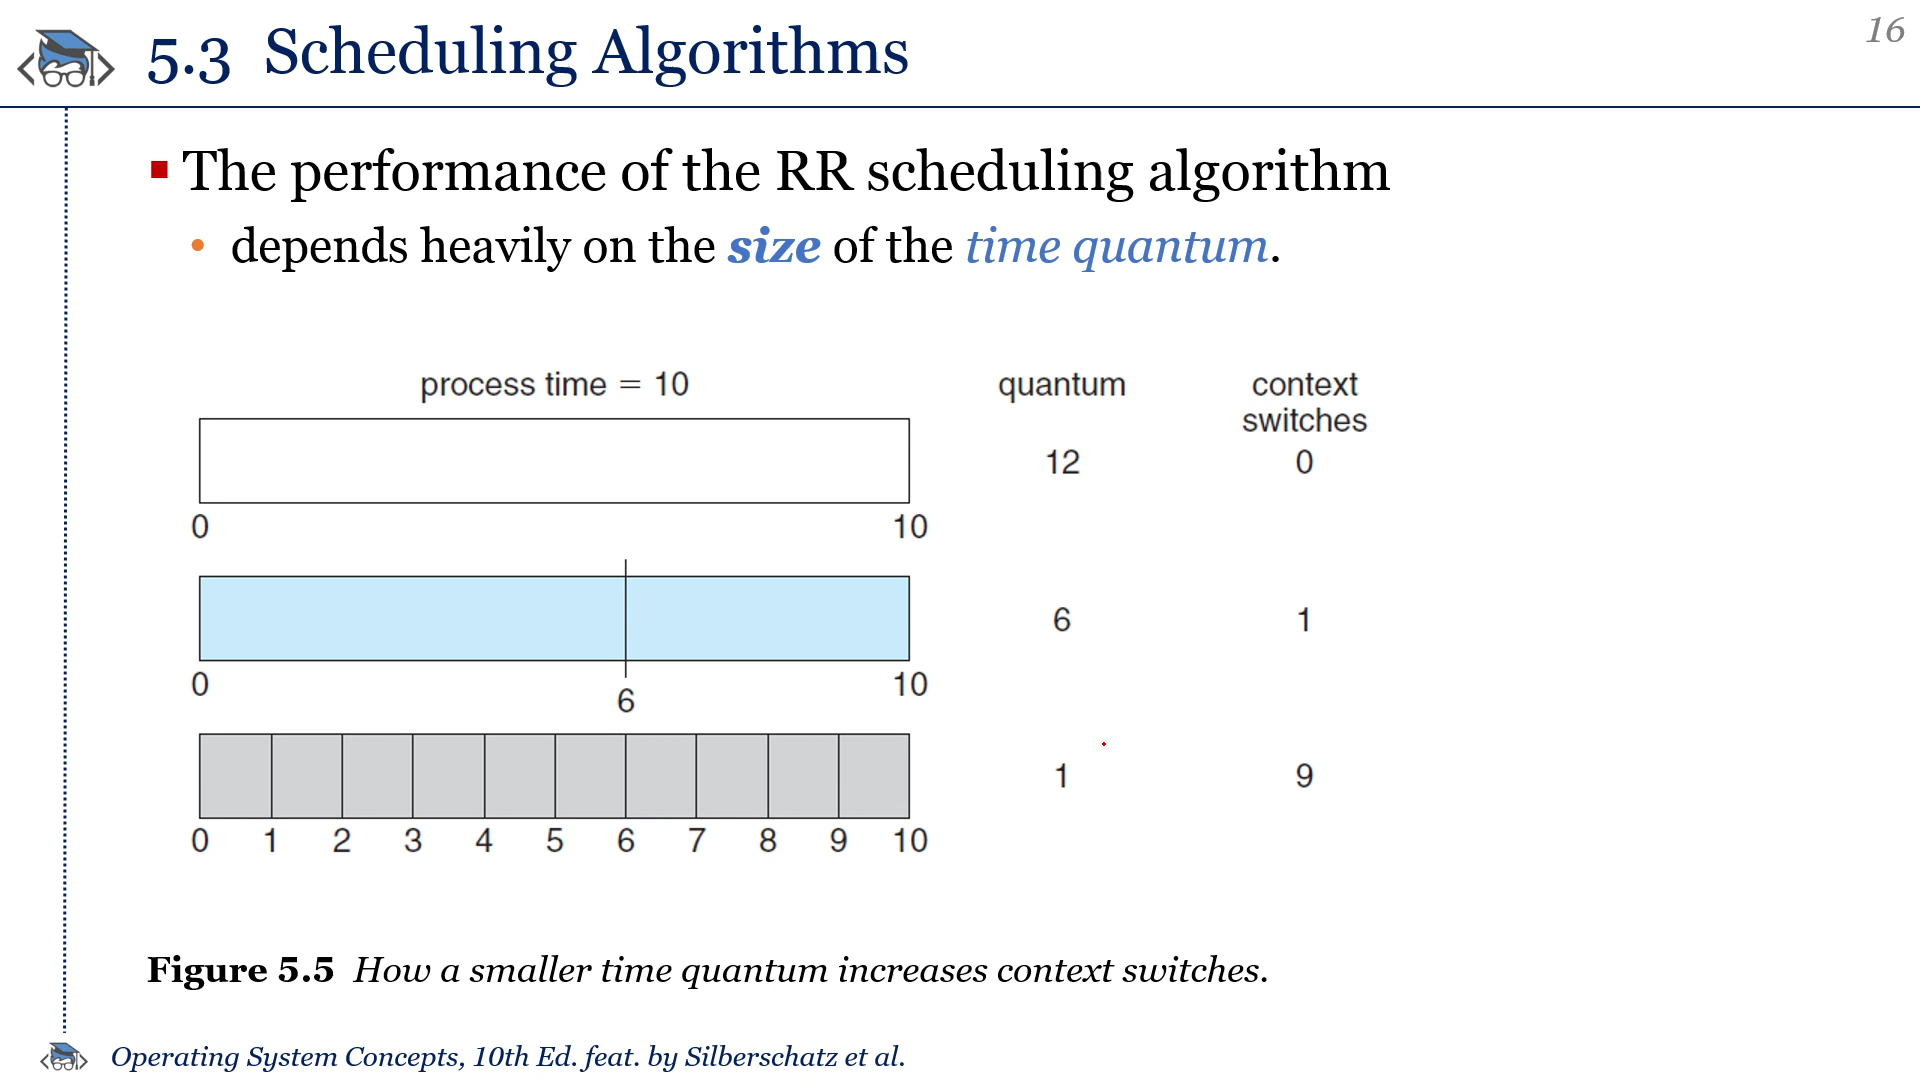 16
5.3 Scheduling Algorithms
The performance of the RR scheduling algorithm
depends heavily on the size of the time quantum.
process time = 10
quantum
context
switches
12 0
0 10
6 1
0 6 10
1 9
0 1 2 3 4 5 6 7 8 9 10
Figure 5.5 How a smaller time quantum increases context switches.
Operating System Concepts, 10th Ed. feat. by Silberschatz et al.